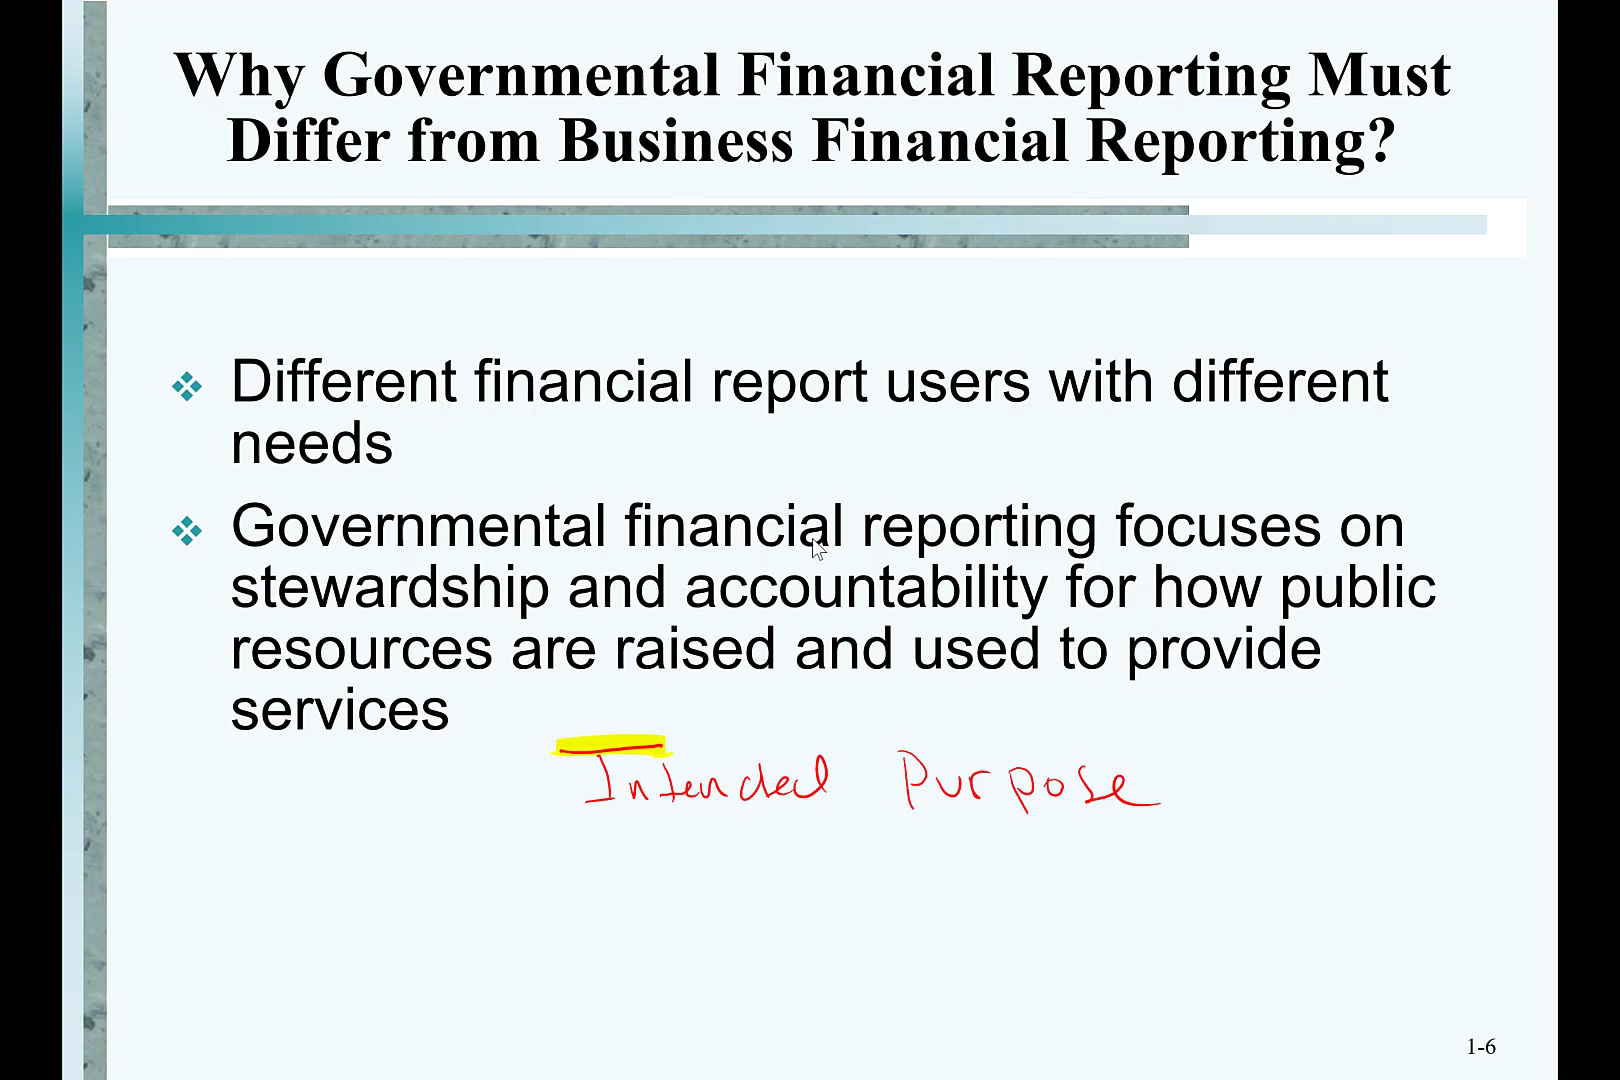 Why Governmental Financial Reporting Must
Differ from Business Financial Reporting?
Different financial report users with different
needs
Governmental financial reporting focuses on
stewardship and accountability for how public
resources are raised and used to provide
services
Intended Purpose
1-6